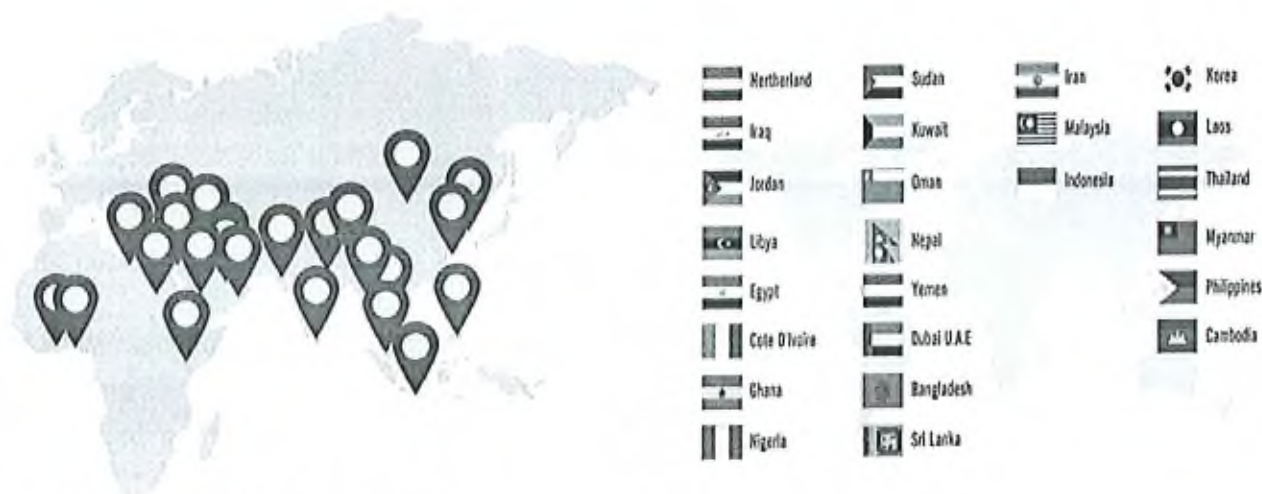 Nertherland
Iraq
Jordan
Libya
Egypt
Cote D'Ivoire
Ghana
Nigeria
Sudan
Kuwait
Oman
Nepal
Yemen
Dubai U.A.E
Bangladesh
Sri Lanka
Iran
Malaysia
Indonesia
Korea
Laos
Thailand
Myanmar
Philippines
Cambodia